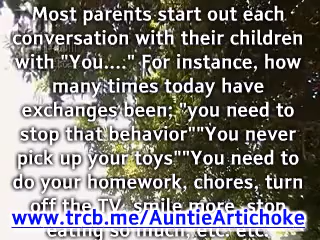 Most parents start out each
conversation with their children
with "You...." For instance, how
many times today have
exchanges been: "you need to
stop that behavior""You never
pick up your toys""You need to
do your homework, chores, turn
off the TV, smile more, stop
www.trcb.me/AuntieArtichoke
eating so much, etc. etc.